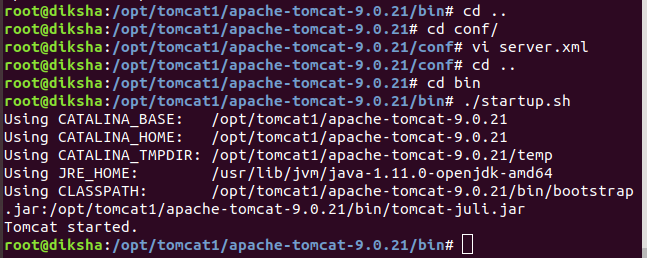 root@diksha:/opt/tomcat1/apache-tomcat-9.0.21/bin# cd ..
root@diksha:/opt/tomcat1/apache-tomcat-9.0.21# cd conf/
root@diksha:/opt/tomcat1/apache-tomcat-9.0.21/conf# vi server.xml
root@diksha:/opt/tomcat1/apache-tomcat-9.0.21/conf# cd ..
root@diksha:/opt/tomcat1/apache-tomcat-9.0.21# cd bin
root@diksha:/opt/tomcat1/apache-tomcat-9.0.21/bin# ./startup.sh
Using CATALINA_BASE:   /opt/tomcat1/apache-tomcat-9.0.21
Using CATALINA_HOME:   /opt/tomcat1/apache-tomcat-9.0.21
Using CATALINA_TMPDIR: /opt/tomcat1/apache-tomcat-9.0.21/temp
Using JRE_HOME:        /usr/lib/jvm/java-1.11.0-openjdk-amd64
Using CLASSPATH:       /opt/tomcat1/apache-tomcat-9.0.21/bin/bootstrap
.jar:/opt/tomcat1/apache-tomcat-9.0.21/bin/tomcat-juli.jar
Tomcat started.
root@diksha:/opt/tomcat1/apache-tomcat-9.0.21/bin#